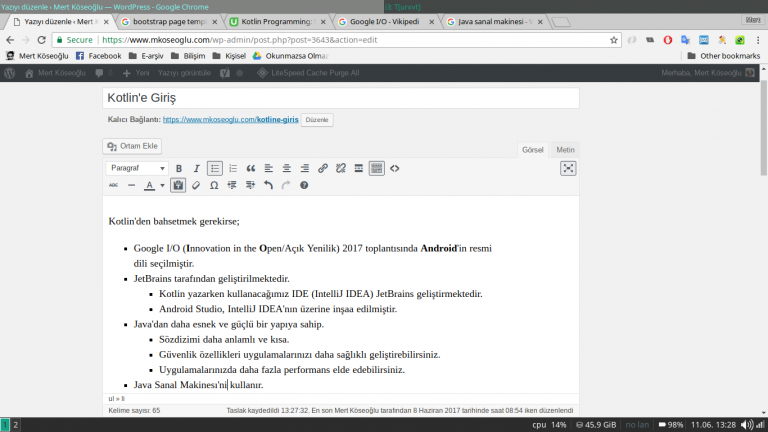 Yazıyı düzenle ‹ Mert Köseoğlu — WordPress - Google Chrome
Yazıyı düzenle ‹ Mert K
bootstrap page templ
Kotlin Programming:
Google I/O - Vikipedi
java sanal makinesi -
Mert
Secure
https://www.mkoseoglu.com/wp-admin/post.php?post=3643&action=edit
Mert Köseoğlu
Facebook
E-arşiv
Bilişim
Kişisel
Okunmazsa Olmaz
Other bookmarks
Mert Köseoğlu
1
0
Yeni
Yazıyı görüntüle
LiteSpeed Cache Purge All
Merhaba, Mert Köseoğlu
Kotlin'e Giriş
Kalıcı Bağlantı: https://www.mkoseoglu.com/kotline-giris Düzenle
Ortam Ekle
Görsel
Metin
Paragraf
B
I
ABC
A
Kotlin'den bahsetmek gerekirse;
Google I/O (Innovation in the Open/Açık Yenilik) 2017 toplantısında Android'in resmi
dili seçilmiştir.
JetBrains tarafından geliştirilmektedir.
Kotlin yazarken kullanacağımız IDE (IntelliJ IDEA) JetBrains geliştirmektedir.
Android Studio, IntelliJ IDEA'nın üzerine inşaa edilmiştir.
Java'dan daha esnek ve güçlü bir yapıya sahip.
Sözdizimi daha anlamlı ve kısa.
Güvenlik özellikleri uygulamalarınızı daha sağlıklı geliştirebilirsiniz.
Uygulamalarınızda daha fazla performans elde edebilirsiniz.
Java Sanal Makinesı'nı kullanır.
ul » li
Kelime sayısı: 65
Taslak kaydedildi 13:27:32. En son Mert Köseoğlu tarafından 8 Haziran 2017 tarihinde saat 08:54 iken düzenlendi
1
2
cpu 14%
45.9 GiB
no lan
98%
11.06. 13:28